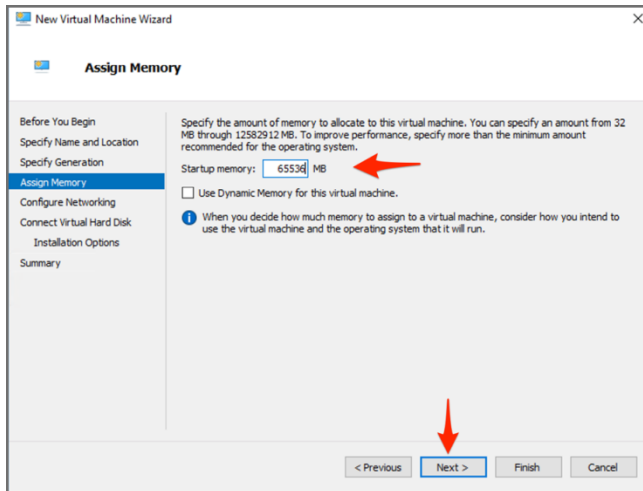 New Virtual Machine Wizard
Assign Memory
Before You Begin
Specify Name and Location
Specify Generation
Assign Memory
Configure Networking
Connect Virtual Hard Disk
Installation Options
Summary
Specify the amount of memory to allocate to this virtual machine. You can specify an amount from 32
MB through 12582912 MB. To improve performance, specify more than the minimum amount
recommended for the operating system.
Startup memory: 65536 MB
Use Dynamic Memory for this virtual machine.
When you decide how much memory to assign to a virtual machine, consider how you intend to
use the virtual machine and the operating system that it will run.
< Previous Next > Finish Cancel